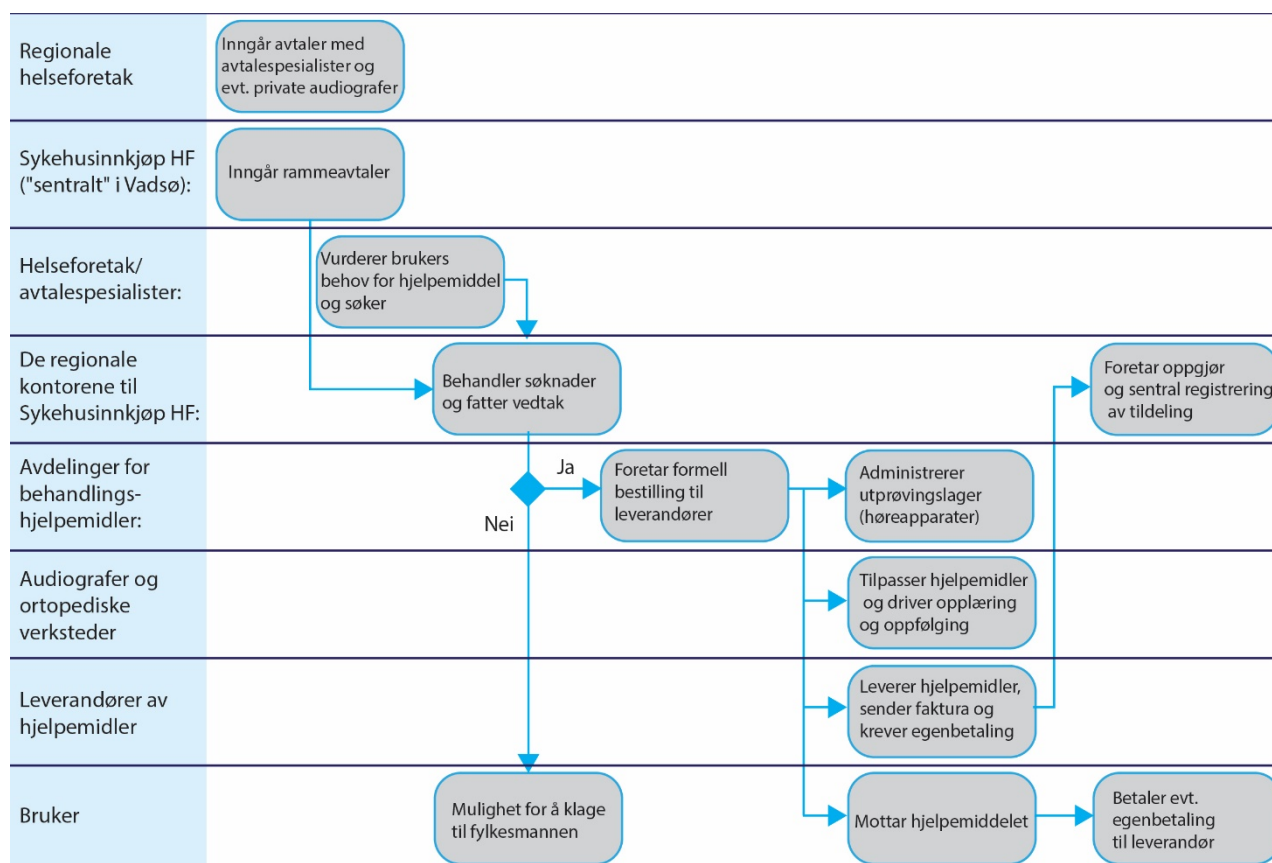 Regionale
helseforetak
Inngår avtaler med
avtalespesialister og
evt. private audiografer
Sykehusinnkjøp HF
("sentralt" i Vadsø):
Inngår rammeavtaler
Helseforetak/
avtalespesialister:
Vurderer brukers
behov for hjelpemiddel
og søker
De regionale
kontorene til
Sykehusinnkjøp HF:
Behandler søknader
og fatter vedtak
Foretar oppgjør
og sentral registrering
av tildeling
Avdelinger for
behandlings-
hjelpemidler:
Ja
Nei
Foretar formell
bestilling til
leverandører
Administrerer
utprøvingslager
(høreapparater)
Audiografer og
ortopediske
verksteder
Tilpasser hjelpemidler
og driver opplæring
og oppfølging
Leverandører av
hjelpemidler
Leverer hjelpemidler,
sender faktura og
krever egenbetaling
Bruker
Mulighet for å klage
til fylkesmannen
Mottar hjelpemiddelet
Betaler evt.
egenbetaling
til leverandør